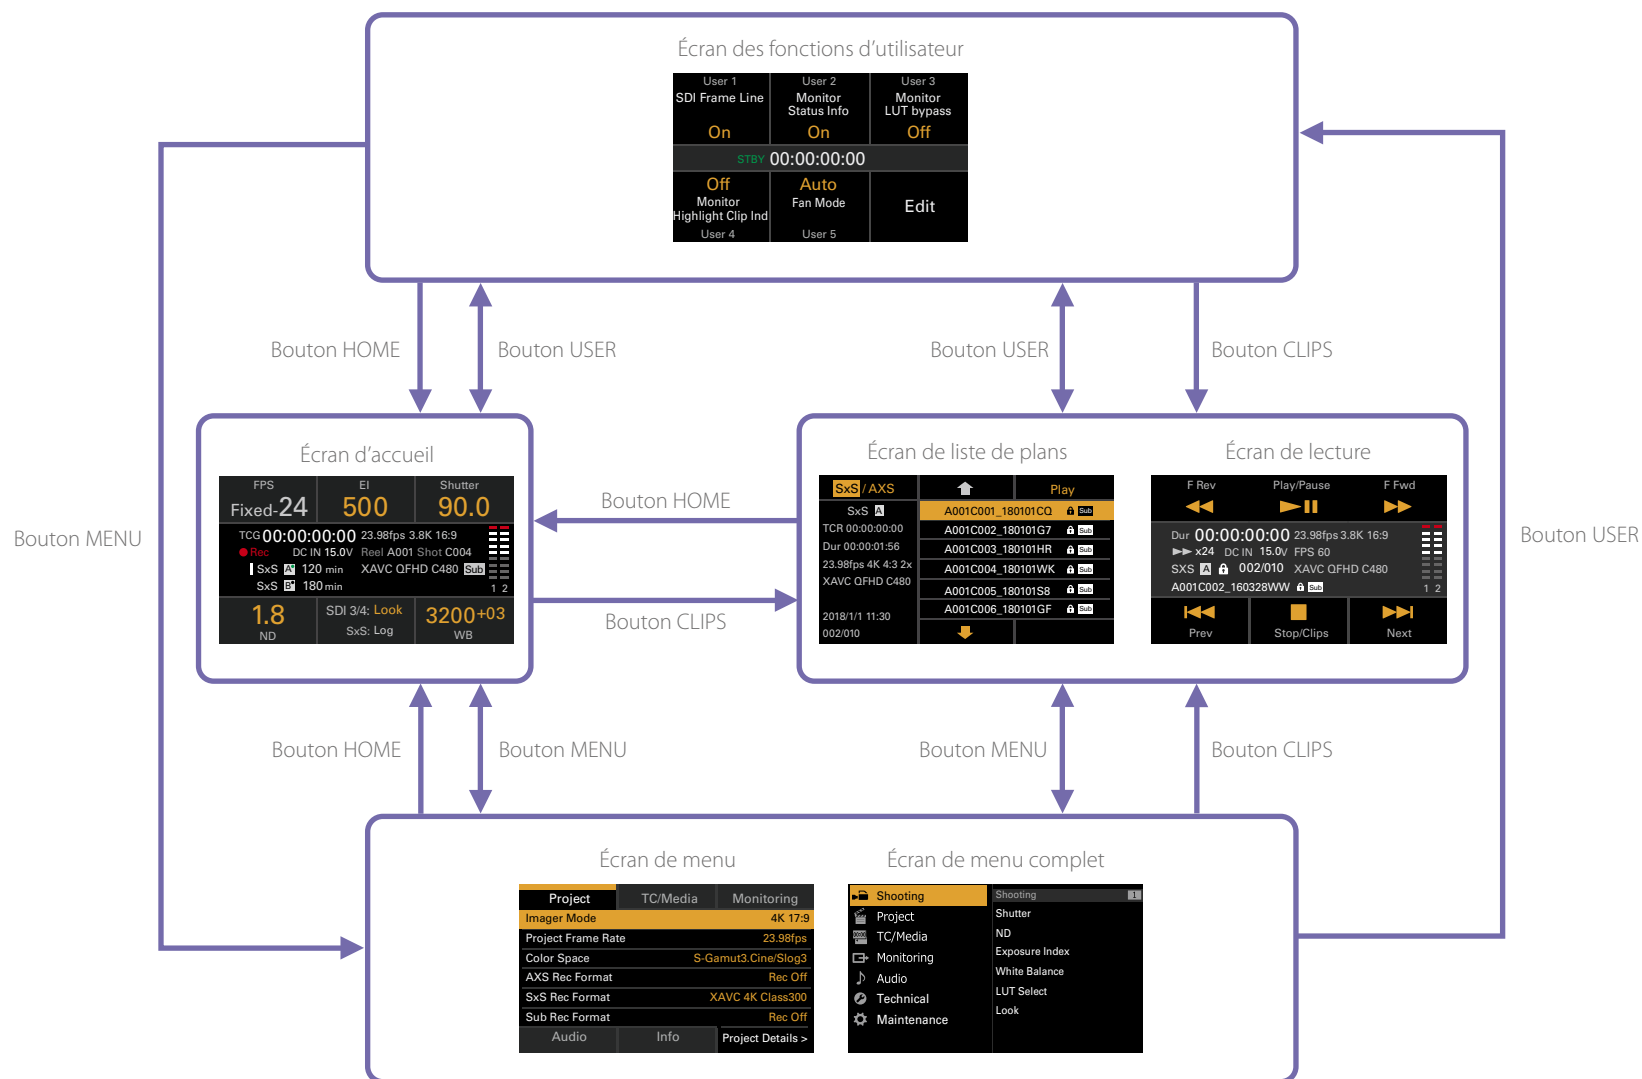 Écran des fonctions d'utilisateur
User 1 User 2 User 3
SDI Frame Line Monitor Status Info Monitor LUT bypass
On On Off
STBY 00:00:00:00
Off Auto
Monitor Highlight Clip Ind Fan Mode Edit
User 4 User 5
Bouton HOME Bouton USER Bouton USER Bouton CLIPS
Bouton MENU
Bouton USER
Écran d'accueil
FPS EI Shutter
Fixed-24 500 90.0
TCG 00:00:00:00 23.98fps 3.8K 16:9
Rec DC IN 15.0V Reel A001 Shot C004
SxS A 120 min XAVC QFHD C480 Sub
SxS B 180 min 1 2
1.8 SDI 3/4: Look 3200+03
ND SxS: Log WB
Bouton HOME
Bouton CLIPS
Écran de liste de plans
SxS / AXS Play
SxS A A001C001_180101CQ Sub
TCR 00:00:00:00 A001C002_180101G7 Sub
Dur 00:00:01:56 A001C003_180101HR Sub
23.98fps 4K 4:3 2x A001C004_180101WK Sub
XAVC QFHD C480 A001C005_180101S8 Sub
2018/1/1 11:30 A001C006_180101GF Sub
002/010
Écran de lecture
F Rev Play/Pause F Fwd
Dur 00:00:00:00 23.98fps 3.8K 16:9
x24 DC IN 15.0V FPS 60
SXS A 002/010 XAVC QFHD C480
A001C002_160328WW Sub 1 2
Prev Stop/Clips Next
Bouton HOME Bouton MENU Bouton MENU Bouton CLIPS
Écran de menu
Project TC/Media Monitoring
Imager Mode 4K 17:9
Project Frame Rate 23.98fps
Color Space S-Gamut3.Cine/Slog3
AXS Rec Format Rec Off
SxS Rec Format XAVC 4K Class300
Sub Rec Format Rec Off
Audio Info Project Details >
Écran de menu complet
Shooting Shooting 1
Project Shutter
TC/Media ND
Monitoring Exposure Index
Audio White Balance
Technical LUT Select
Maintenance Look